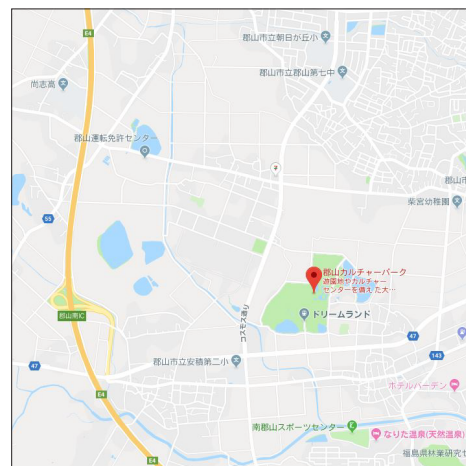 E4
郡山市立朝日が丘小
郡山市立郡山第七中
尚志高
郡山運転免許センター
郡山市
柴宮幼稚園
55
郡山カルチャーパーク
遊園地やカルチャー
センターを備えた大…
ドリームランド
コスモス通り
郡山南IC
47
郡山市立安積第二小
47
143
E4
ホテルハーデン
南郡山スポーツセンター
なりた温泉(天然温泉)
E4
福島県林業研究セ